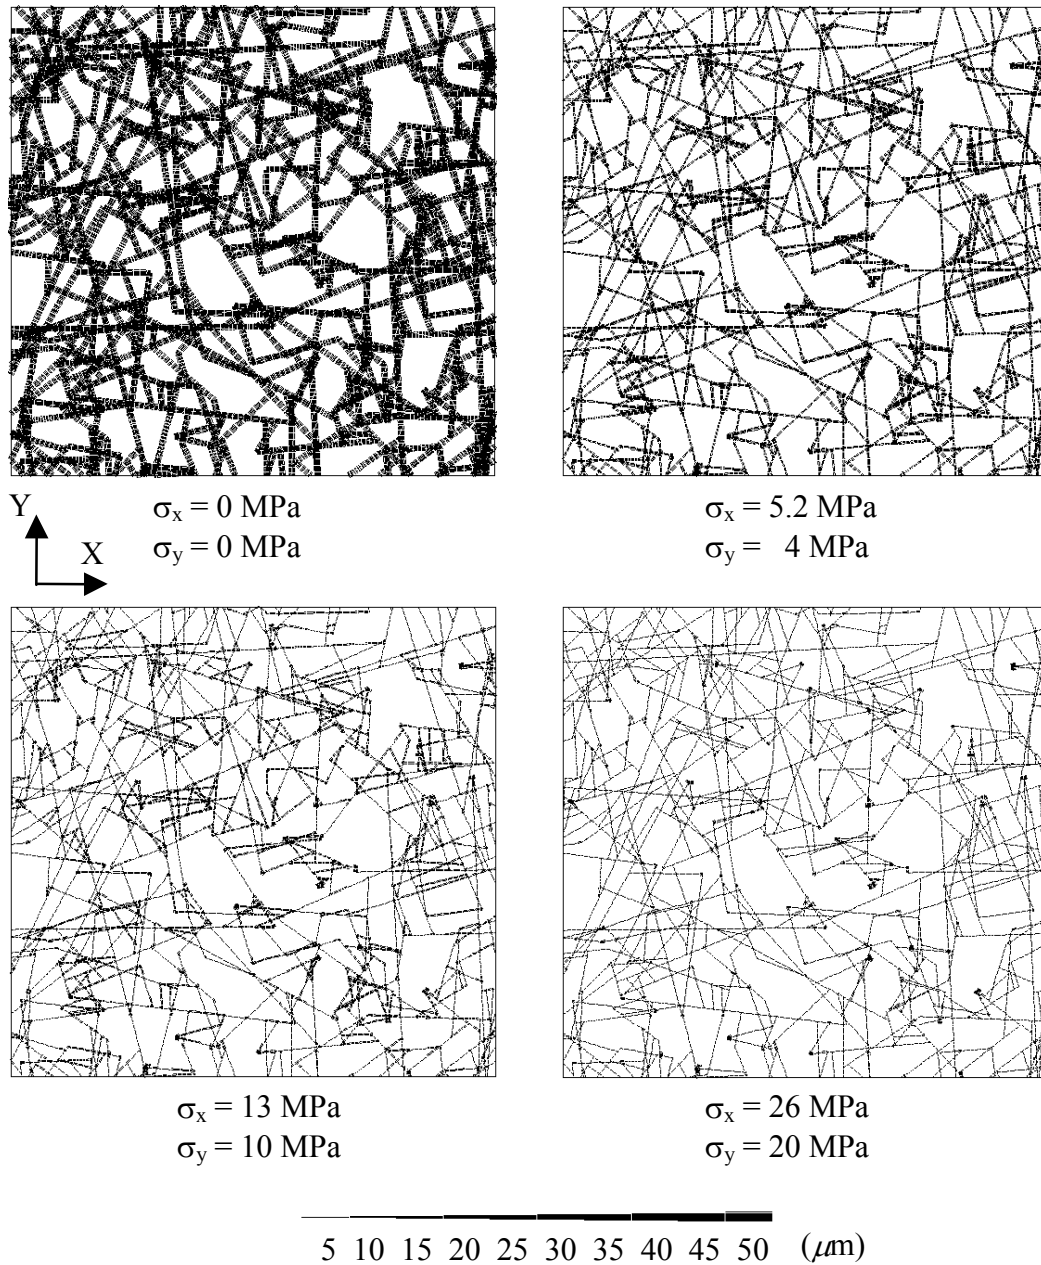 σx = 0 MPa
σy = 0 MPa
σx = 5.2 MPa
σy = 4 MPa
Y
X
σx = 13 MPa
σy = 10 MPa
σx = 26 MPa
σy = 20 MPa
5 10 15 20 25 30 35 40 45 50 (μm)